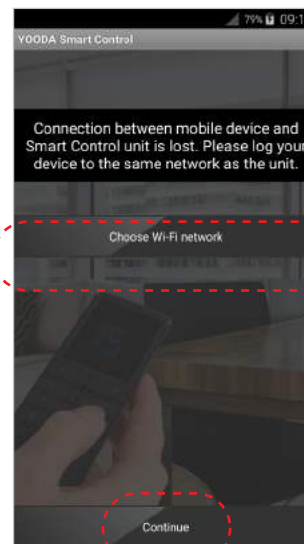 79% 09:1
YOODA Smart Control
Connection between mobile device and
Smart Control unit is lost. Please log your
device to the same network as the unit.
Choose Wi-Fi network
Continue